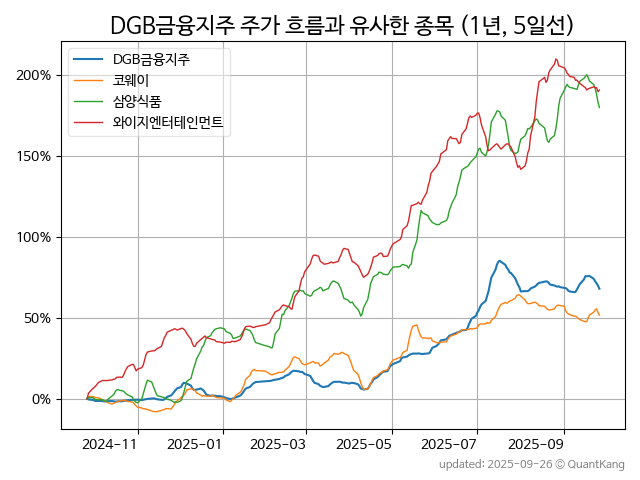 DGB금융지주 주가 흐름과 유사한 종목 (1년, 5일선)
DGB금융지주
코웨이
삼양식품
와이지엔터테인먼트
200%
150%
100%
50%
0%
2024-11 2025-01 2025-03 2025-05 2025-07 2025-09
updated: 2025-09-26 © QuantKang